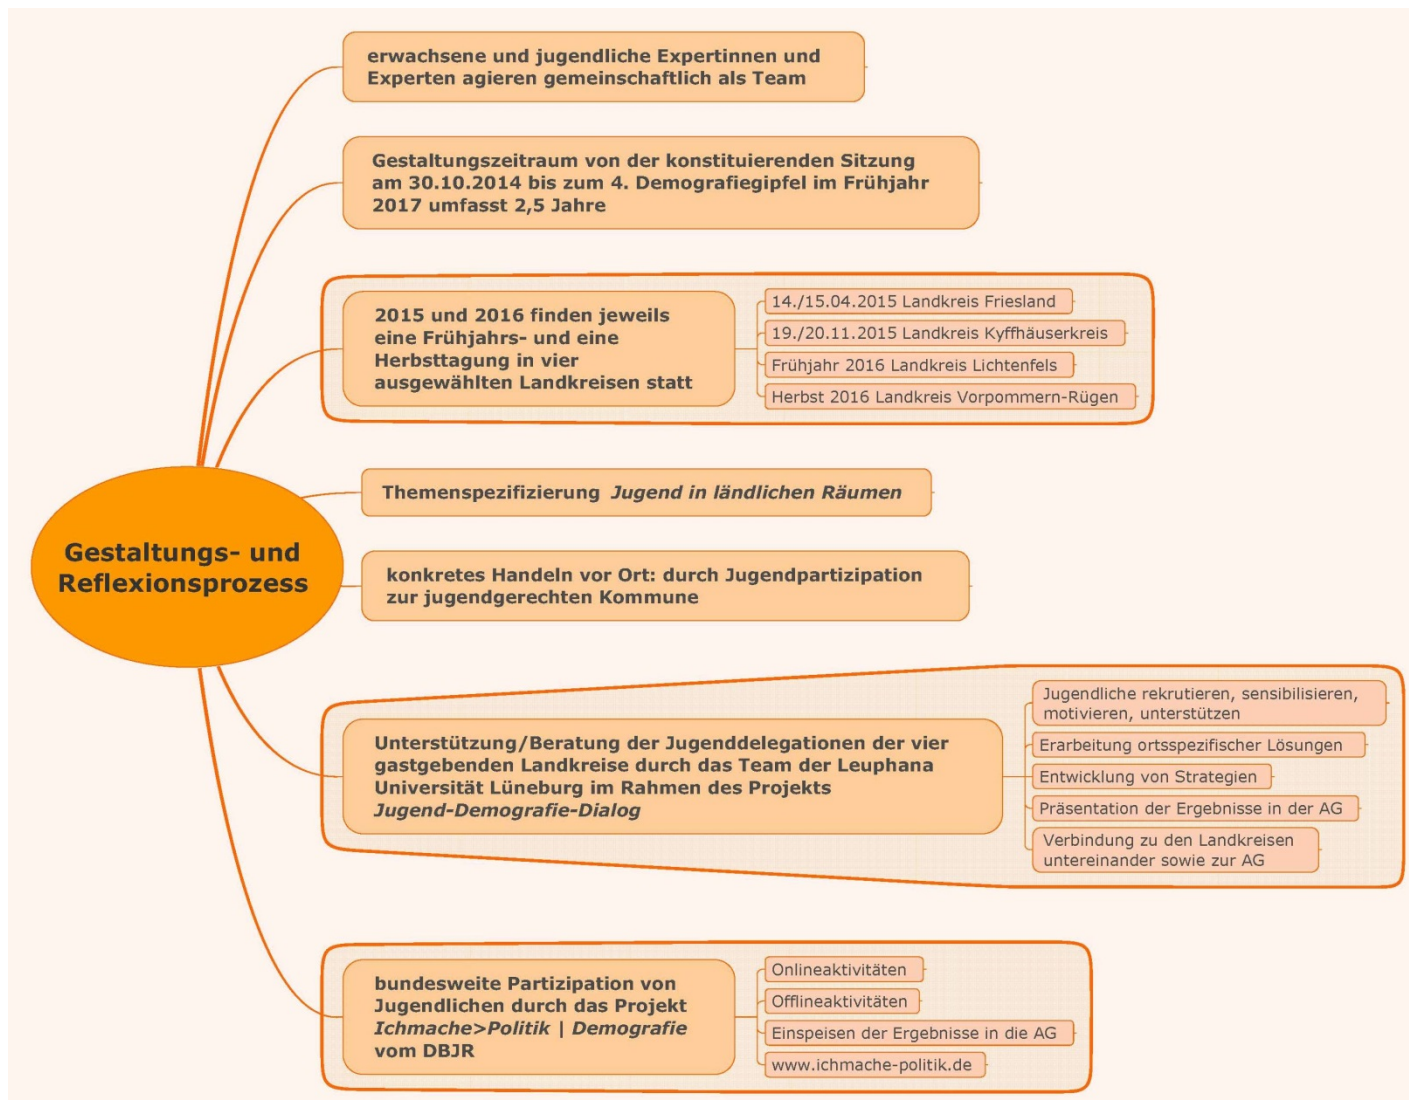 erwachsene und jugendliche Expertinnen und
Experten agieren gemeinschaftlich als Team
Gestaltungszeitraum von der konstituierenden Sitzung
am 30.10.2014 bis zum 4. Demografiegipfel im Frühjahr
2017 umfasst 2,5 Jahre
2015 und 2016 finden jeweils
eine Frühjahrs- und eine
Herbsttagung in vier
ausgewählten Landkreisen statt
14./15.04.2015 Landkreis Friesland
19./20.11.2015 Landkreis Kyffhäuserkreis
Frühjahr 2016 Landkreis Lichtenfels
Herbst 2016 Landkreis Vorpommern-Rügen
Themenspezifizierung Jugend in ländlichen Räumen
Gestaltungs- und
Reflexionsprozess
konkretes Handeln vor Ort: durch Jugendpartizipation
zur jugendgerechten Kommune
Unterstützung/Beratung der Jugenddelegationen der vier
gastgebenden Landkreise durch das Team der Leuphana
Universität Lüneburg im Rahmen des Projekts
Jugend-Demografie-Dialog
Jugendliche rekrutieren, sensibilisieren,
motivieren, unterstützen
Erarbeitung ortsspezifischer Lösungen
Entwicklung von Strategien
Präsentation der Ergebnisse in der AG
Verbindung zu den Landkreisen
untereinander sowie zur AG
bundesweite Partizipation von
Jugendlichen durch das Projekt
Ichmache>Politik | Demografie
vom DBJR
Onlineaktivitäten
Offlineaktivitäten
Einspeisen der Ergebnisse in die AG
www.ichmache-politik.de